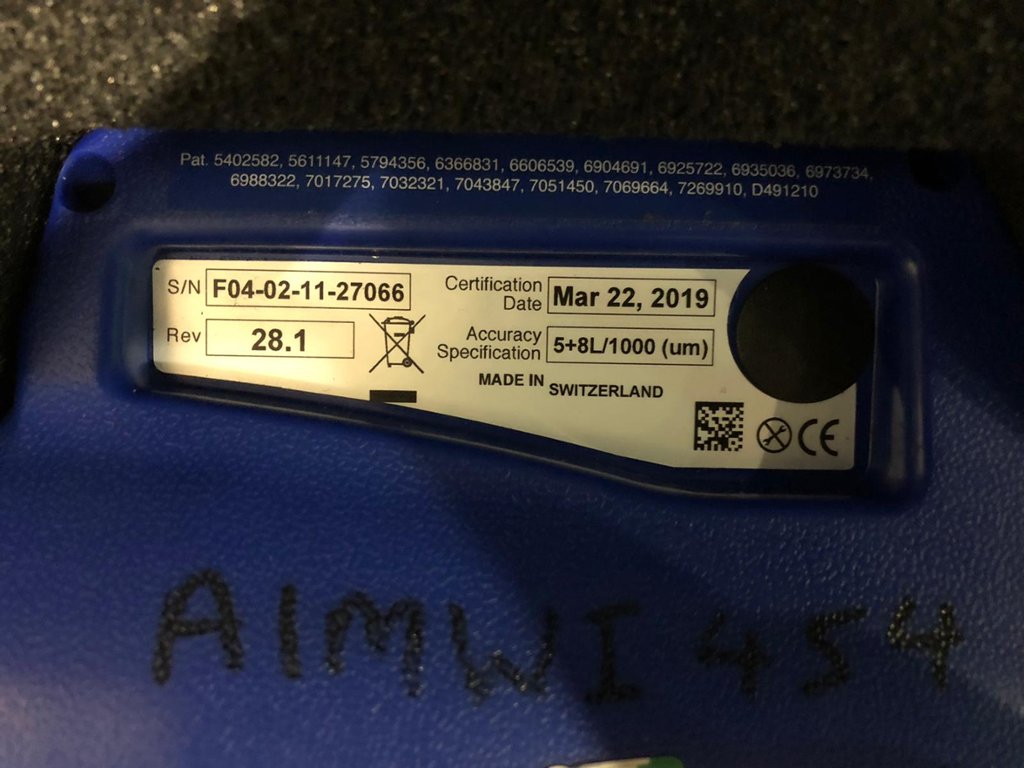 Pat. 5402582, 5611147, 5794356, 6366831, 6606539, 6904691, 6925722, 6935036, 6973734,
6988322, 7017275, 7032321, 7043847, 7051450, 7069664, 7269910, D491210
S/N F04-02-11-27066
Certification Date Mar 22, 2019
Rev 28.1
Accuracy Specification 5+8L/1000 (um)
MADE IN SWITZERLAND
CE
AIMWI454